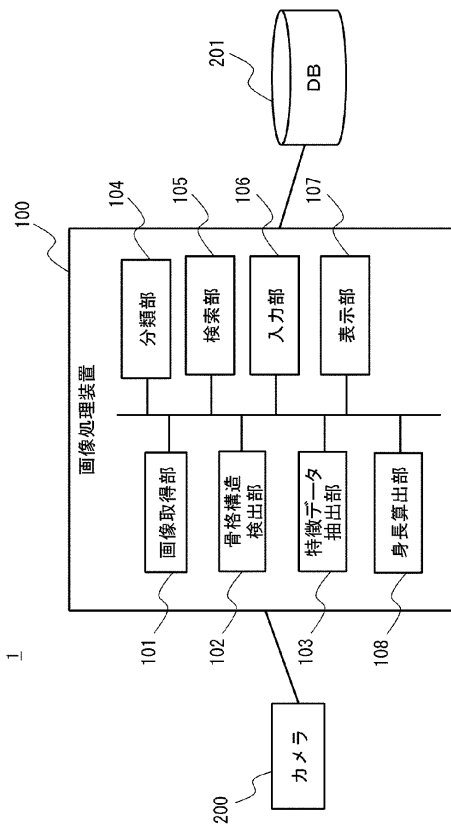 1
100
画像処理装置
101
画像取得部
102
骨格構造
検出部
103
特徴データ
抽出部
108
身長算出部
104
分類部
105
検索部
106
入力部
107
表示部
200
カメラ
201
DB